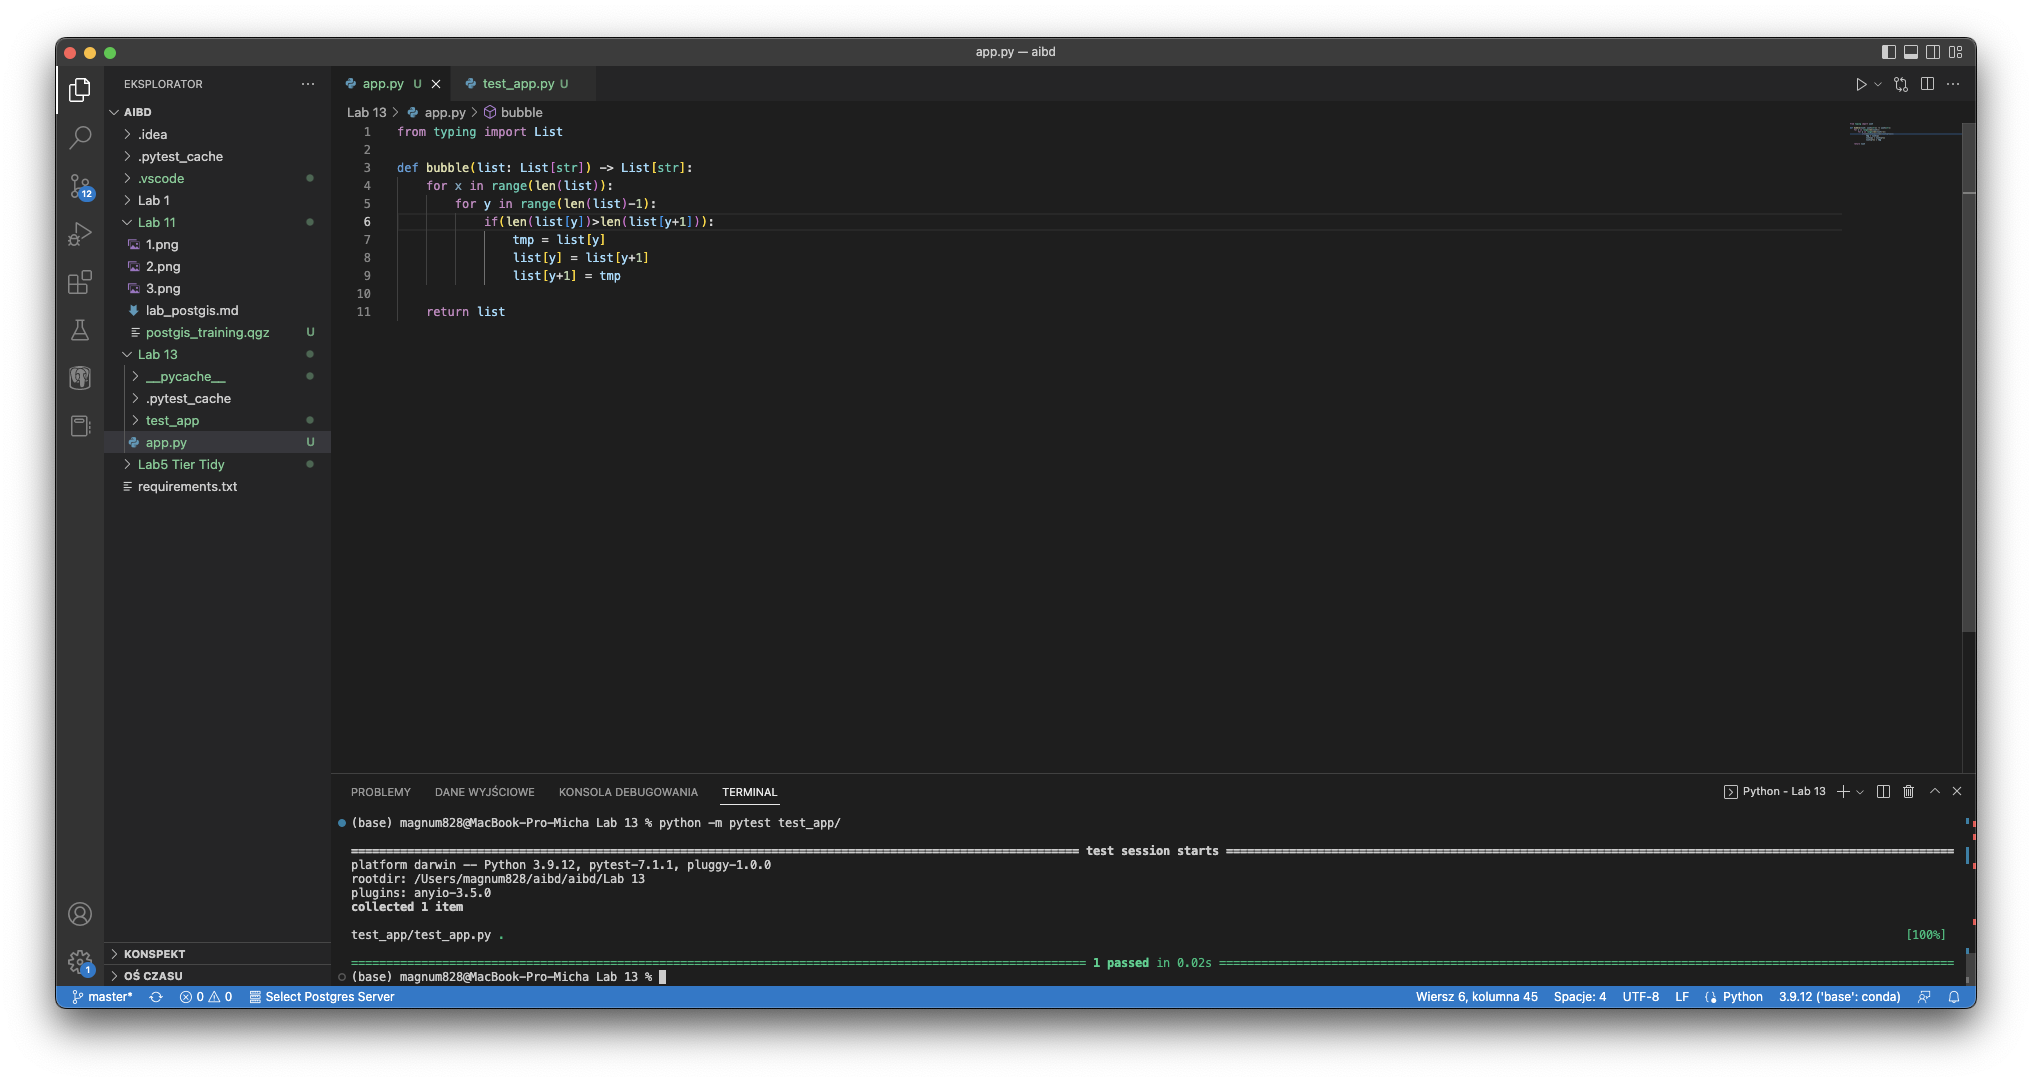 app.py — aibd
EKSPLORATOR
AIBD
.idea
.pytest_cache
.vscode
Lab 1
Lab 11
1.png
2.png
3.png
lab_postgis.md
postgis_training.qgz U
Lab 13
__pycache__
.pytest_cache
test_app
app.py U
Lab5 Tier Tidy
requirements.txt
KONSPEKT
OŚ CZASU
12
1
app.py U
test_app.py U
Lab 13 > app.py > bubble
1 from typing import List
2
3 def bubble(list: List[str]) -> List[str]:
4 for x in range(len(list)):
5 for y in range(len(list)-1):
6 if(len(list[y])>len(list[y+1])):
7 tmp = list[y]
8 list[y] = list[y+1]
9 list[y+1] = tmp
10
11 return list
PROBLEMY DANE WYJŚCIOWE KONSOLA DEBUGOWANIA TERMINAL
Python - Lab 13
(base) magnum828@MacBook-Pro-Micha Lab 13 % python -m pytest test_app/
test session starts
platform darwin -- Python 3.9.12, pytest-7.1.1, pluggy-1.0.0
rootdir: /Users/magnum828/aibd/aibd/Lab 13
plugins: anyio-3.5.0
collected 1 item
test_app/test_app.py . [100%]
1 passed in 0.02s
(base) magnum828@MacBook-Pro-Micha Lab 13 %
master* 0 0 Select Postgres Server
Wiersz 6, kolumna 45 Spacje: 4 UTF-8 LF Python 3.9.12 ('base': conda)